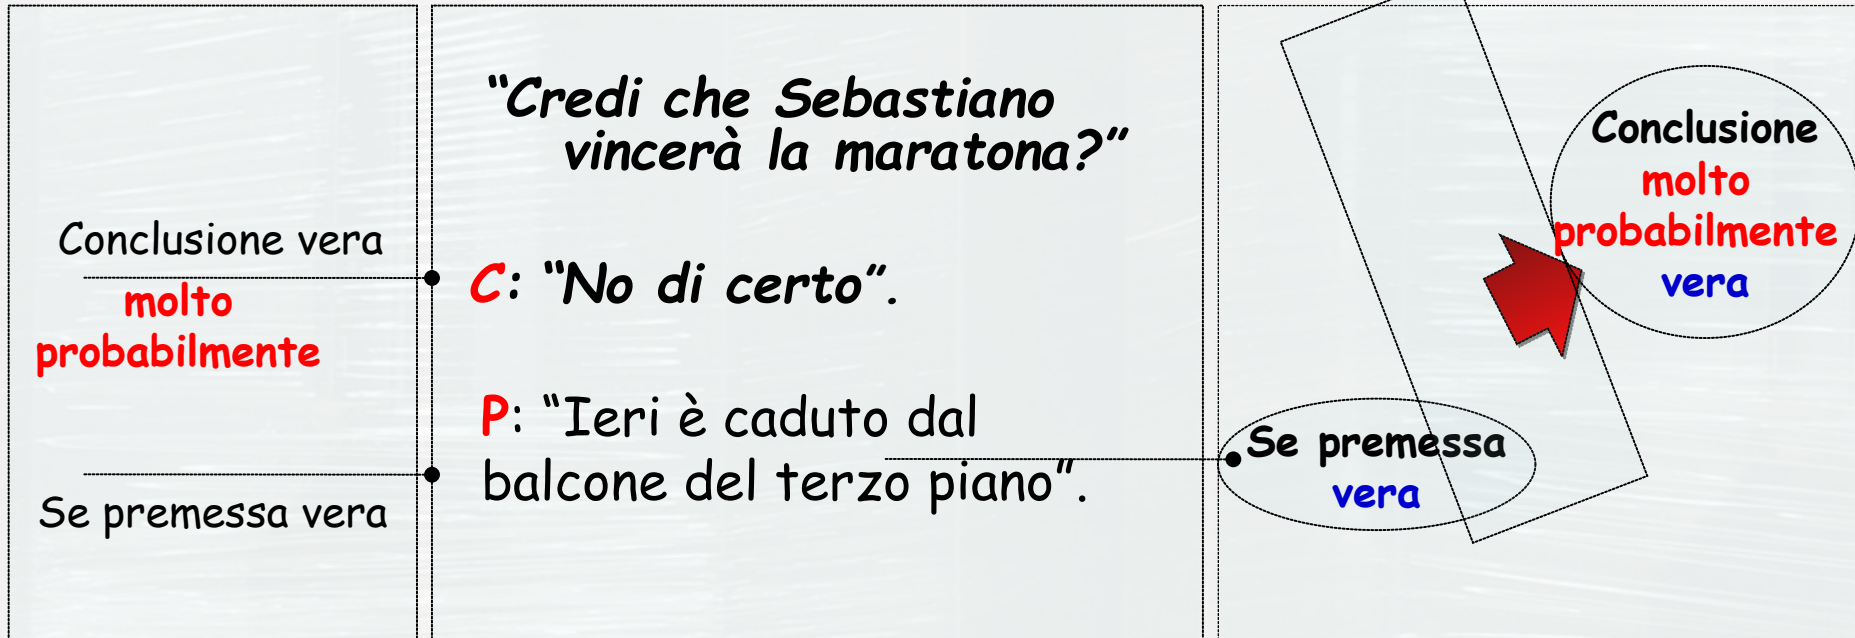 Conclusione vera
molto
probabilmente
Se premessa vera
“Credi che Sebastiano
vincerà la maratona?”
C: “No di certo”.
P: “Ieri è caduto dal
balcone del terzo piano”.
Conclusione
molto
probabilmente
vera
Se premessa
vera